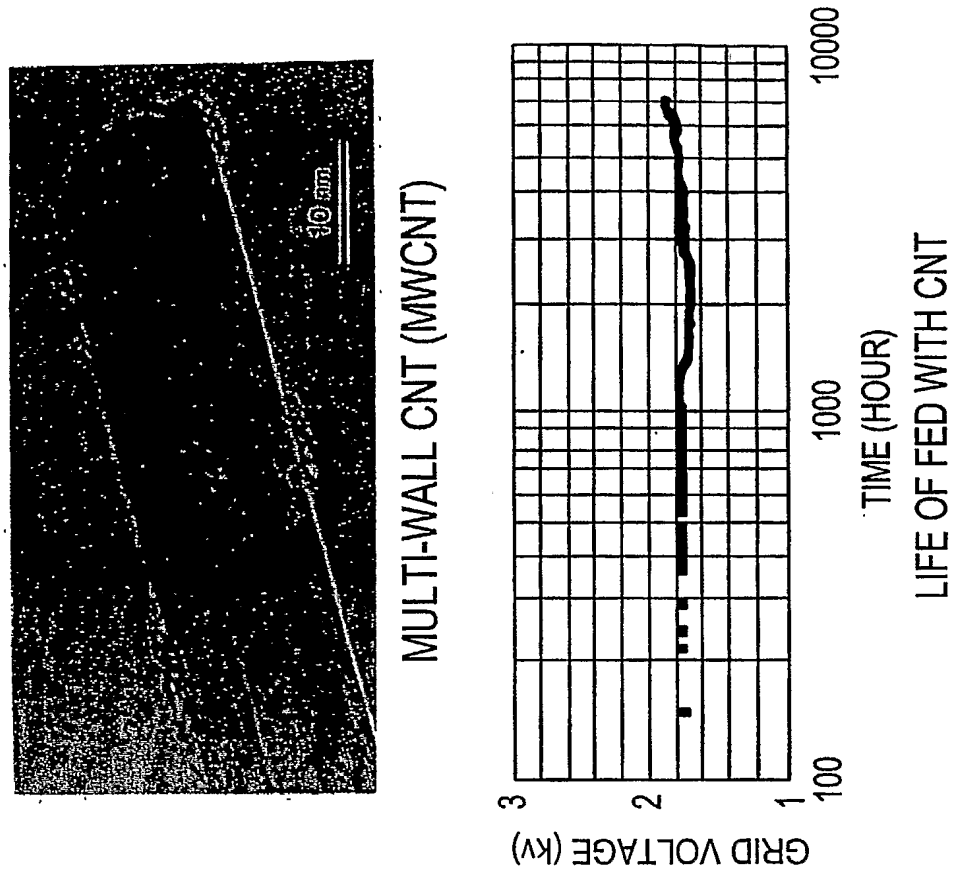 10 nm
MULTI-WALL CNT (MWCNT)
GRID VOLTAGE (kv)
3
2
1
100
1000
10000
TIME (HOUR)
LIFE OF FED WITH CNT